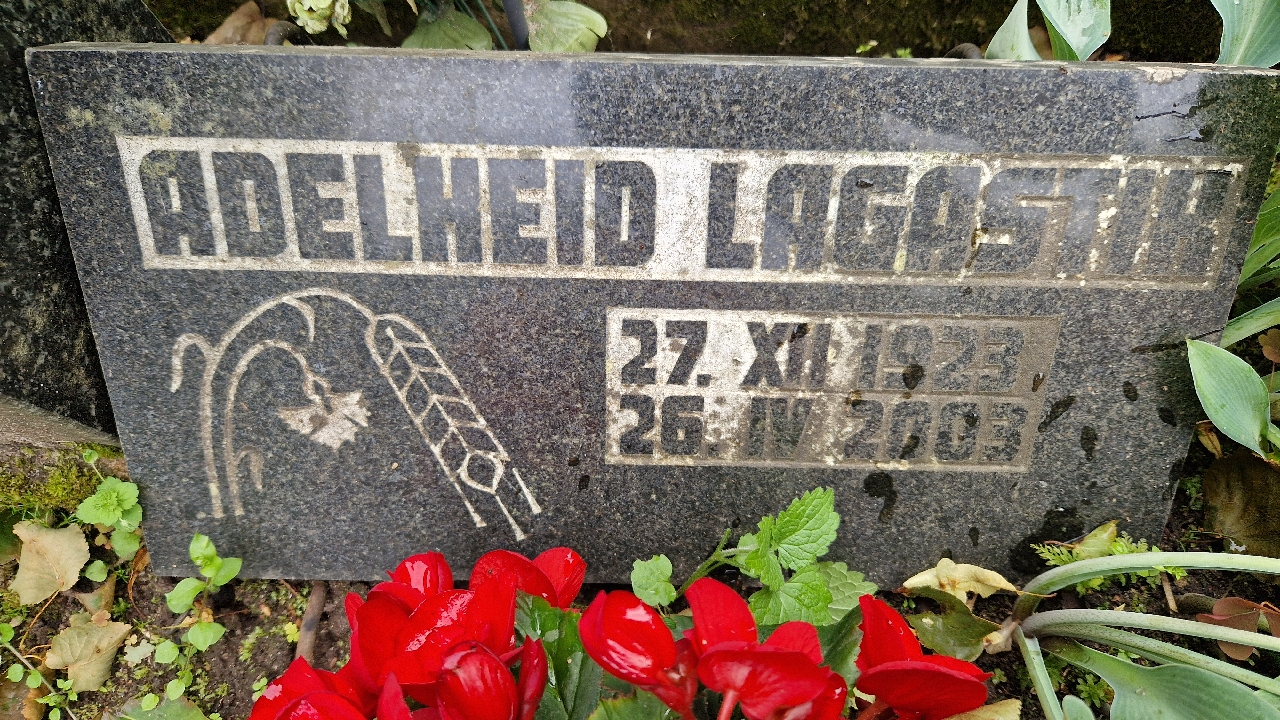 ADELHEID LAGASTIK
27. XII 1923
26. IV 2003